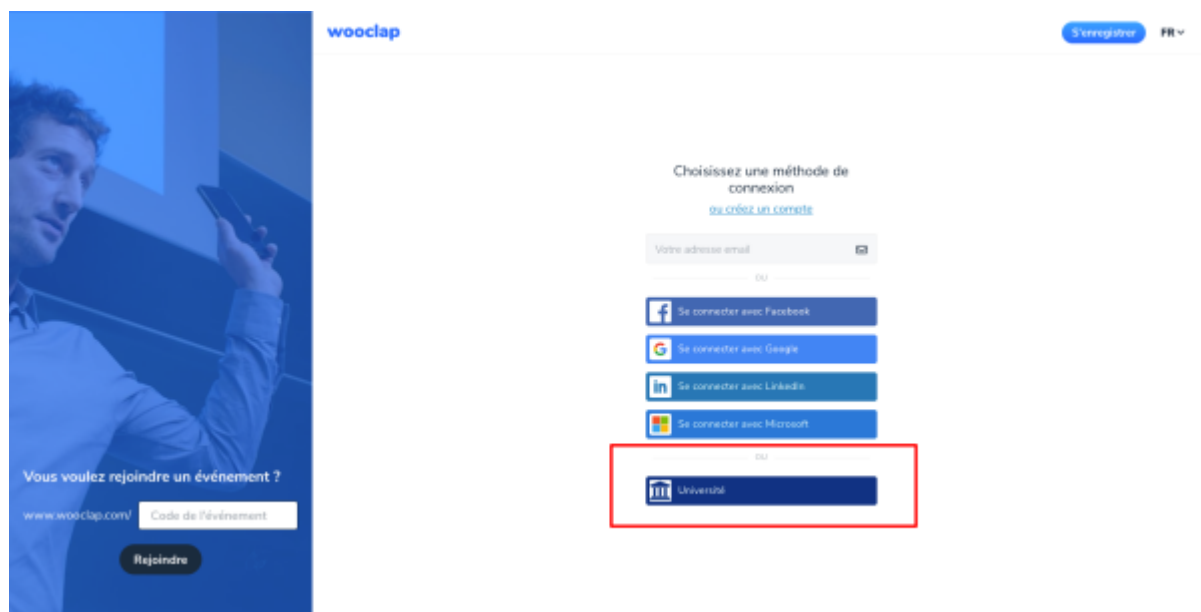 wooclap
S'enregistrer
FR
Choisissez une méthode de
connexion
ou créez un compte
Votre adresse email
OU
Se connecter avec Facebook
Se connecter avec Google
Se connecter avec LinkedIn
Se connecter avec Microsoft
OU
Université
Vous voulez rejoindre un événement ?
www.wooclap.com/ Code de l'événement
Rejoindre